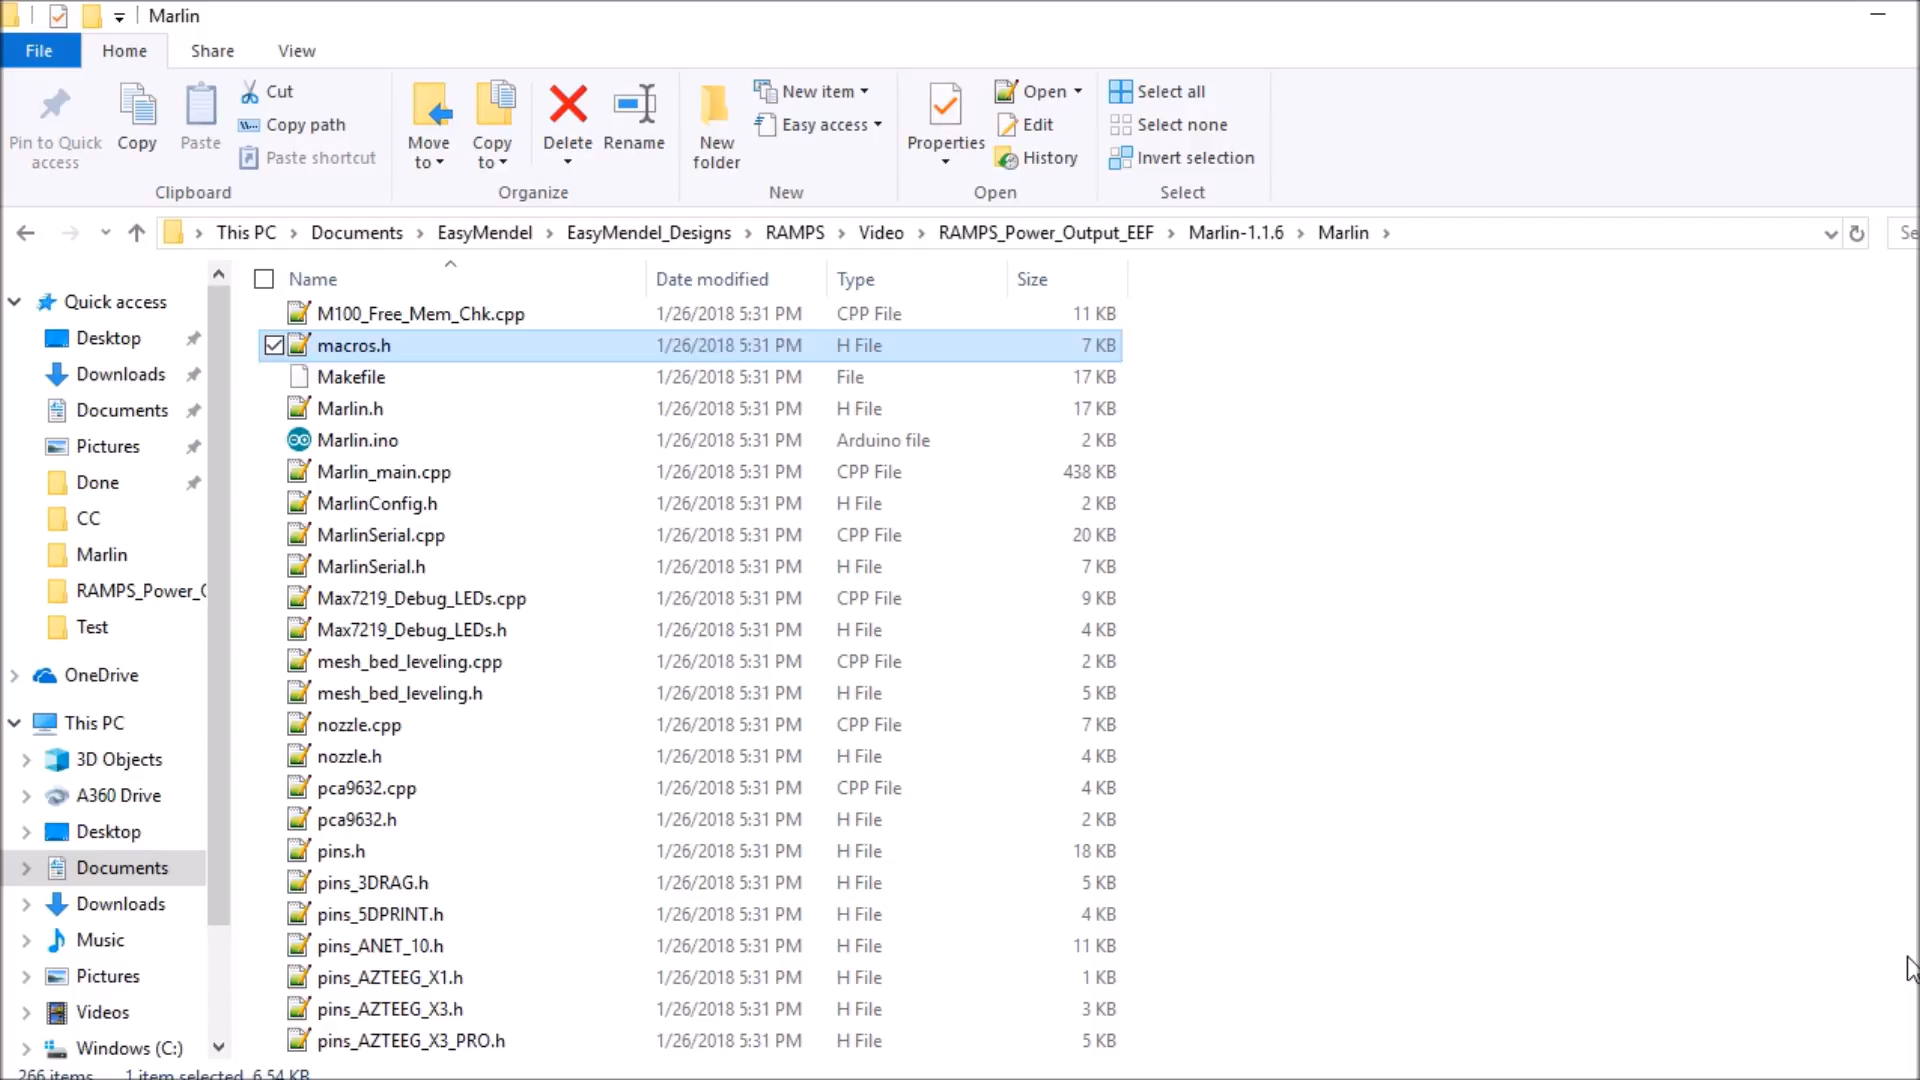 Marlin
File Home Share View
Pin to Quick access
Copy
Paste
Cut
Copy path
Paste shortcut
Clipboard
Move to
Copy to
Delete
Rename
Organize
New folder
New item
Easy access
New
Properties
Open
Edit
History
Open
Select all
Select none
Invert selection
Select
This PC > Documents > EasyMendel > EasyMendel_Designs > RAMPS > Video > RAMPS_Power_Output_EEF > Marlin-1.1.6 > Marlin >
Se
Quick access
Desktop
Downloads
Documents
Pictures
Done
CC
Marlin
RAMPS_Power_
Test
OneDrive
This PC
3D Objects
A360 Drive
Desktop
Documents
Downloads
Music
Pictures
Videos
Windows (C:)
Name Date modified Type Size
M100_Free_Mem_Chk.cpp 1/26/2018 5:31 PM CPP File 11 KB
macros.h 1/26/2018 5:31 PM H File 7 KB
Makefile 1/26/2018 5:31 PM File 17 KB
Marlin.h 1/26/2018 5:31 PM H File 17 KB
Marlin.ino 1/26/2018 5:31 PM Arduino file 2 KB
Marlin_main.cpp 1/26/2018 5:31 PM CPP File 438 KB
MarlinConfig.h 1/26/2018 5:31 PM H File 2 KB
MarlinSerial.cpp 1/26/2018 5:31 PM CPP File 20 KB
MarlinSerial.h 1/26/2018 5:31 PM H File 7 KB
Max7219_Debug_LEDs.cpp 1/26/2018 5:31 PM CPP File 9 KB
Max7219_Debug_LEDs.h 1/26/2018 5:31 PM H File 4 KB
mesh_bed_leveling.cpp 1/26/2018 5:31 PM CPP File 2 KB
mesh_bed_leveling.h 1/26/2018 5:31 PM H File 5 KB
nozzle.cpp 1/26/2018 5:31 PM CPP File 7 KB
nozzle.h 1/26/2018 5:31 PM H File 4 KB
pca9632.cpp 1/26/2018 5:31 PM CPP File 4 KB
pca9632.h 1/26/2018 5:31 PM H File 2 KB
pins.h 1/26/2018 5:31 PM H File 18 KB
pins_3DRAG.h 1/26/2018 5:31 PM H File 5 KB
pins_5DPRINT.h 1/26/2018 5:31 PM H File 4 KB
pins_ANET_10.h 1/26/2018 5:31 PM H File 11 KB
pins_AZTEEG_X1.h 1/26/2018 5:31 PM H File 1 KB
pins_AZTEEG_X3.h 1/26/2018 5:31 PM H File 3 KB
pins_AZTEEG_X3_PRO.h 1/26/2018 5:31 PM H File 5 KB
266 items 1 item selected 6.54 KB